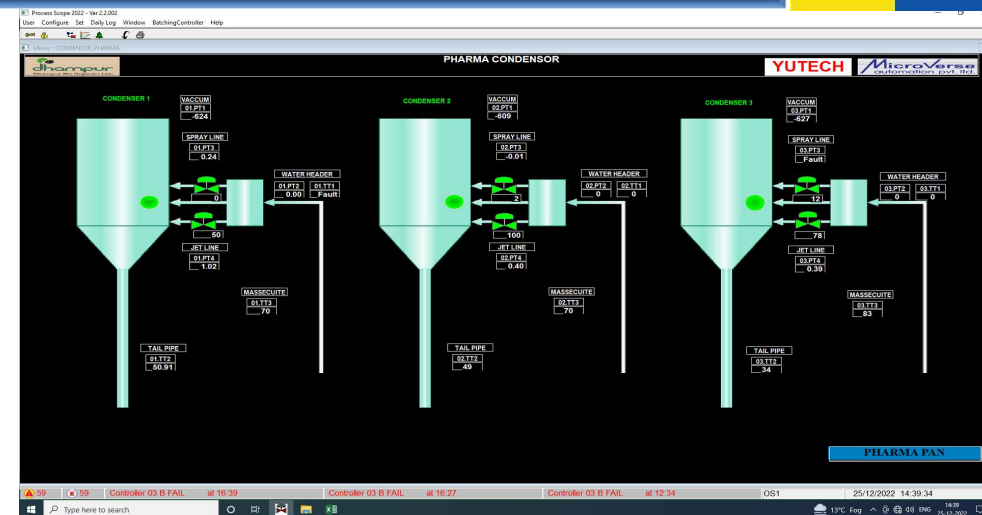 Process Scope 2022 - Ver 2.2.002
User Configure Set Daily Log Window BatchingController Help
Mimic: CONDENSOR_PHARMA
dhampur
PHARMA CONDENSOR
YUTECH
MicroVerse
automation pvt. ltd.
CONDENSER 1
VACCUM
01.PT1
-624
SPRAY LINE
01.PT3
0.24
WATER HEADER
01.PT2 01.TT1
0.00 Fault
0
50
JET LINE
01.PT4
1.02
MASSECUITE
01.TT3
70
TAIL PIPE
01.TT2
50.91
CONDENSER 2
VACCUM
02.PT1
-609
SPRAY LINE
02.PT3
-0.01
WATER HEADER
02.PT2 02.TT1
0 0
2
100
JET LINE
02.PT4
0.40
MASSECUITE
02.TT3
70
TAIL PIPE
02.TT2
49
CONDENSER 3
VACCUM
03.PT1
-627
SPRAY LINE
03.PT3
Fault
WATER HEADER
03.PT2 03.TT1
0 0
12
78
JET LINE
03.PT4
0.39
MASSECUITE
03.TT3
83
TAIL PIPE
03.TT2
34
PHARMA PAN
59 59 Controller 03 B FAIL at 16:39 Controller 03 B FAIL at 16:27 Controller 03 B FAIL at 12:34 OS1 25/12/2022 14:39:34
Type here to search 13°C Fog ENG 14:39
25-12-2022